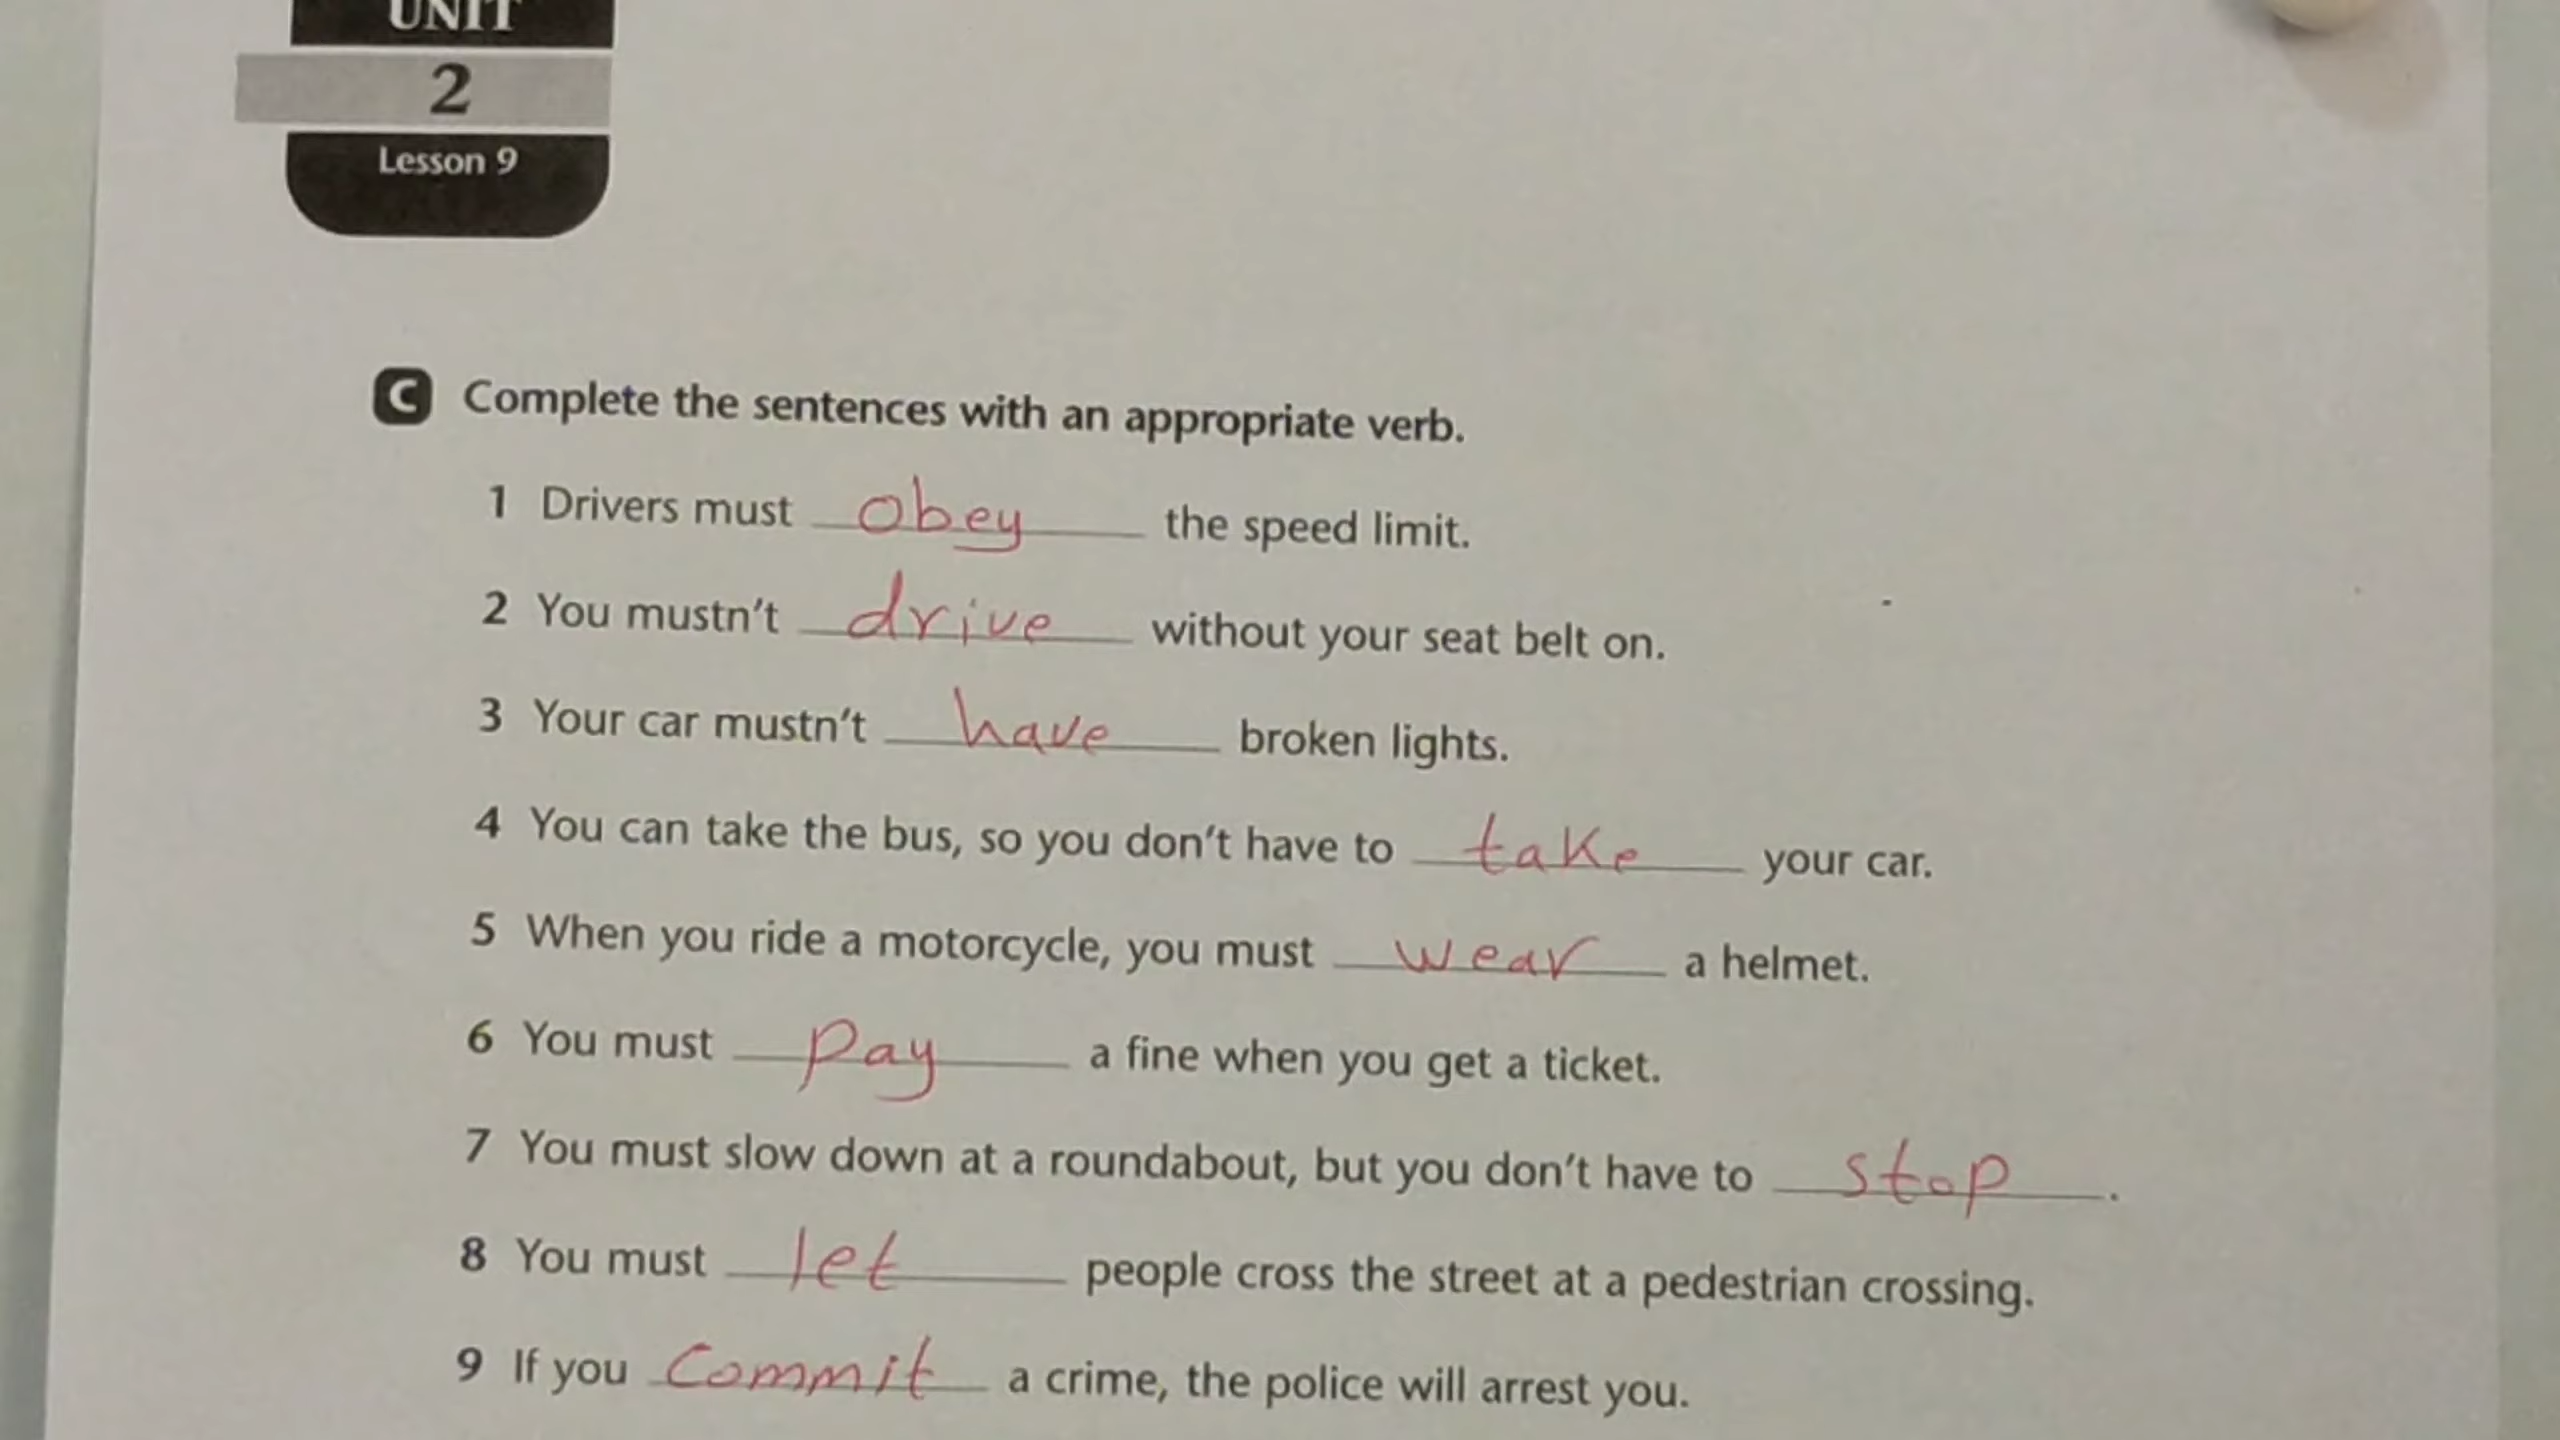 UNIT
2
Lesson 9
C Complete the sentences with an appropriate verb.
1 Drivers must obey the speed limit.
2 You mustn't drive without your seat belt on.
3 Your car mustn't have broken lights.
4 You can take the bus, so you don't have to take your car.
5 When you ride a motorcycle, you must wear a helmet.
6 You must pay a fine when you get a ticket.
7 You must slow down at a roundabout, but you don't have to stop.
8 You must let people cross the street at a pedestrian crossing.
9 If you commit a crime, the police will arrest you.